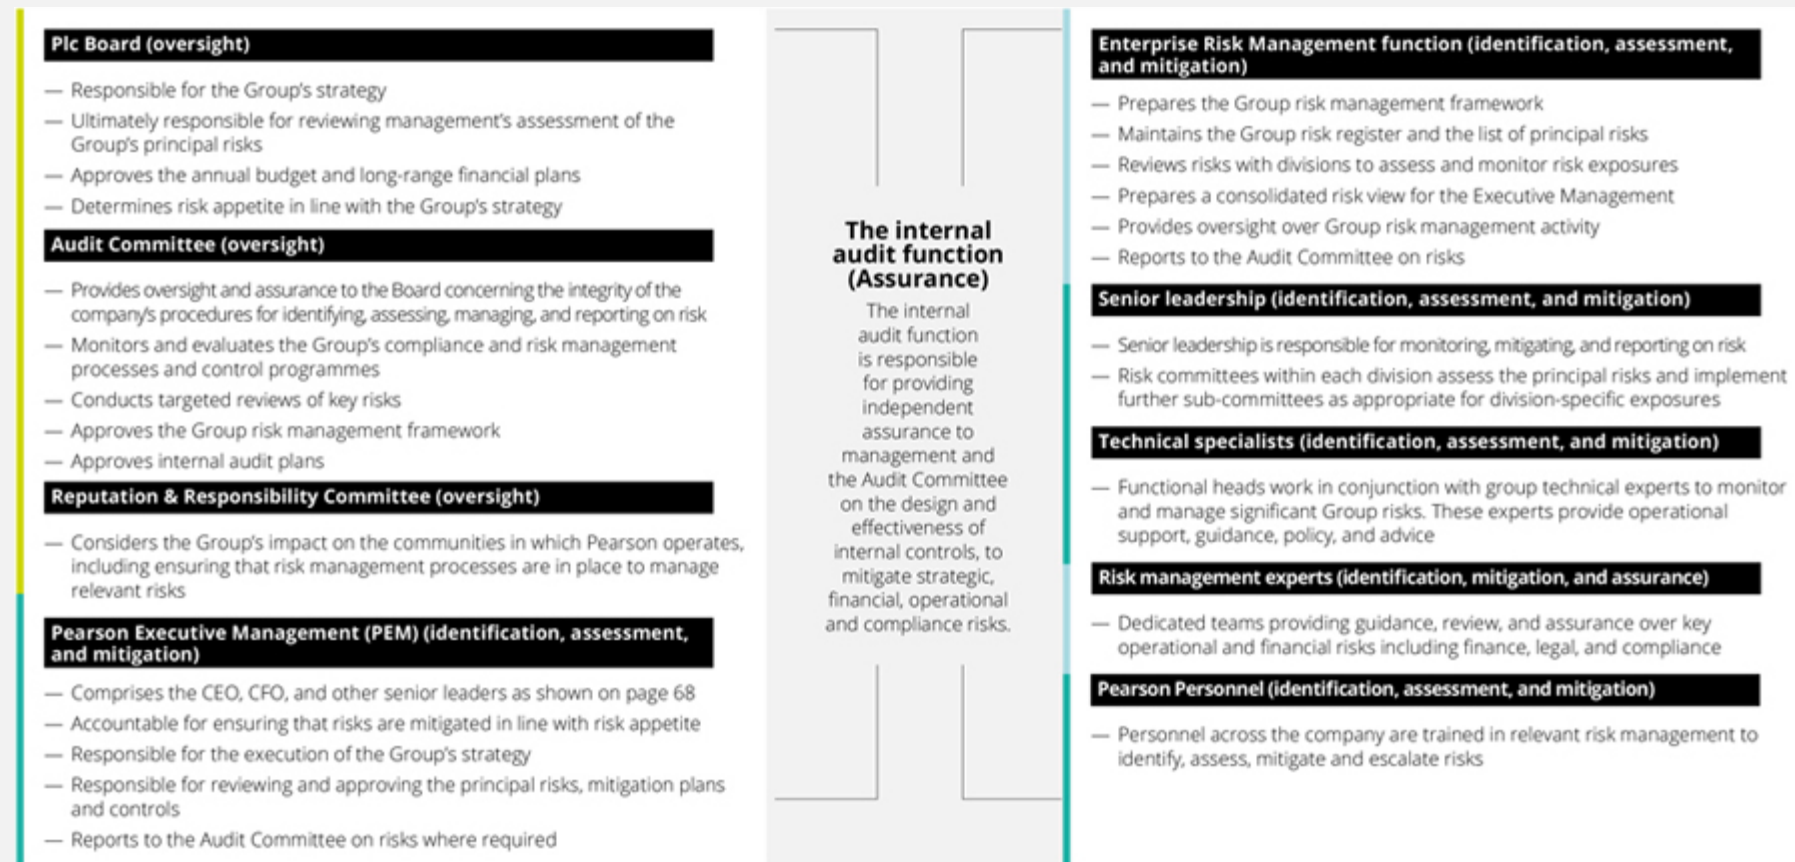 Plc Board (oversight)
— Responsible for the Group's strategy
— Ultimately responsible for reviewing management's assessment of the
Group's principal risks
— Approves the annual budget and long-range financial plans
— Determines risk appetite in line with the Group's strategy
Audit Committee (oversight)
— Provides oversight and assurance to the Board concerning the integrity of the
company's procedures for identifying, assessing, managing, and reporting on risk
— Monitors and evaluates the Group's compliance and risk management
processes and control programmes
— Conducts targeted reviews of key risks
— Approves the Group risk management framework
— Approves internal audit plans
Reputation & Responsibility Committee (oversight)
— Considers the Group's impact on the communities in which Pearson operates,
including ensuring that risk management processes are in place to manage
relevant risks
Pearson Executive Management (PEM) (identification, assessment,
and mitigation)
— Comprises the CEO, CFO, and other senior leaders as shown on page 68
— Accountable for ensuring that risks are mitigated in line with risk appetite
— Responsible for the execution of the Group's strategy
— Responsible for reviewing and approving the principal risks, mitigation plans
and controls
— Reports to the Audit Committee on risks where required
The internal
audit function
(Assurance)
The internal
audit function
is responsible
for providing
independent
assurance to
management and
the Audit Committee
on the design and
effectiveness of
internal controls, to
mitigate strategic,
financial, operational
and compliance risks.
Enterprise Risk Management function (identification, assessment,
and mitigation)
— Prepares the Group risk management framework
— Maintains the Group risk register and the list of principal risks
— Reviews risks with divisions to assess and monitor risk exposures
— Prepares a consolidated risk view for the Executive Management
— Provides oversight over Group risk management activity
— Reports to the Audit Committee on risks
Senior leadership (identification, assessment, and mitigation)
— Senior leadership is responsible for monitoring, mitigating, and reporting on risk
— Risk committees within each division assess the principal risks and implement
further sub-committees as appropriate for division-specific exposures
Technical specialists (identification, assessment, and mitigation)
— Functional heads work in conjunction with group technical experts to monitor
and manage significant Group risks. These experts provide operational
support, guidance, policy, and advice
Risk management experts (identification, mitigation, and assurance)
— Dedicated teams providing guidance, review, and assurance over key
operational and financial risks including finance, legal, and compliance
Pearson Personnel (identification, assessment, and mitigation)
— Personnel across the company are trained in relevant risk management to
identify, assess, mitigate and escalate risks